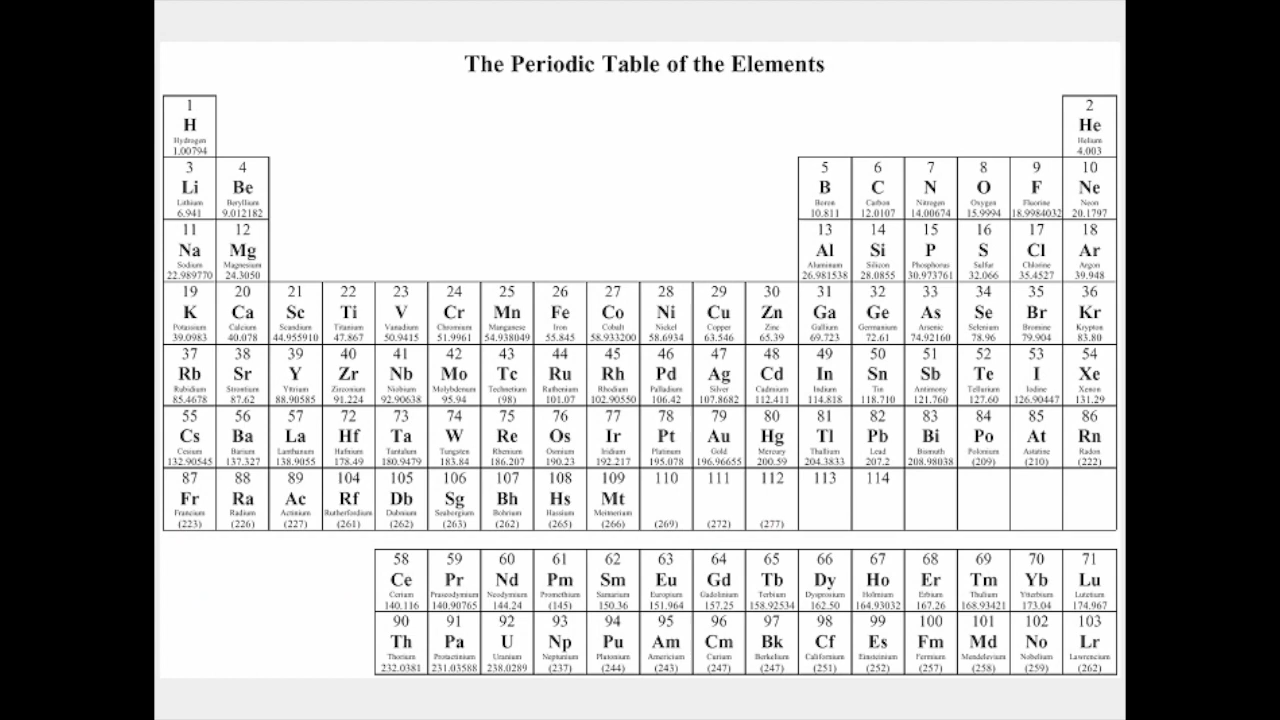 The Periodic Table of the Elements
1 2
H He
Hydrogen Helium
1.00794 4.003
3 4 5 6 7 8 9 10
Li Be B C N O F Ne
Lithium Beryllium Boron Carbon Nitrogen Oxygen Fluorine Neon
6.941 9.012182 10.811 12.0107 14.00674 15.9994 18.9984032 20.1797
11 12 13 14 15 16 17 18
Na Mg Al Si P S Cl Ar
Sodium Magnesium Aluminum Silicon Phosphorus Sulfur Chlorine Argon
22.989770 24.3050 26.981538 28.0855 30.973761 32.066 35.4527 39.948
19 20 21 22 23 24 25 26 27 28 29 30 31 32 33 34 35 36
K Ca Sc Ti V Cr Mn Fe Co Ni Cu Zn Ga Ge As Se Br Kr
Potassium Calcium Scandium Titanium Vanadium Chromium Manganese Iron Cobalt Nickel Copper Zinc Gallium Germanium Arsenic Selenium Bromine Krypton
39.0983 40.078 44.955910 47.867 50.9415 51.9961 54.938049 55.845 58.933200 58.6934 63.546 65.39 69.723 72.61 74.92160 78.96 79.904 83.80
37 38 39 40 41 42 43 44 45 46 47 48 49 50 51 52 53 54
Rb Sr Y Zr Nb Mo Tc Ru Rh Pd Ag Cd In Sn Sb Te I Xe
Rubidium Strontium Yttrium Zirconium Niobium Molybdenum Technetium Ruthenium Rhodium Palladium Silver Cadmium Indium Tin Antimony Tellurium Iodine Xenon
85.4678 87.62 88.90585 91.224 92.90638 95.94 (98) 101.07 102.90550 106.42 107.8682 112.411 114.818 118.710 121.760 127.60 126.90447 131.29
55 56 57 72 73 74 75 76 77 78 79 80 81 82 83 84 85 86
Cs Ba La Hf Ta W Re Os Ir Pt Au Hg Tl Pb Bi Po At Rn
Cesium Barium Lanthanum Hafnium Tantalum Tungsten Rhenium Osmium Iridium Platinum Gold Mercury Thallium Lead Bismuth Polonium Astatine Radon
132.90545 137.327 138.9055 178.49 180.9479 183.84 186.207 190.23 192.217 195.078 196.96655 200.59 204.3833 207.2 208.98038 (209) (210) (222)
87 88 89 104 105 106 107 108 109 110 111 112 113 114
Fr Ra Ac Rf Db Sg Bh Hs Mt
Francium Radium Actinium Rutherfordium Dubnium Seaborgium Bohrium Hassium Meitnerium
(223) (226) (227) (261) (262) (263) (262) (265) (266) (269) (272) (277)
58 59 60 61 62 63 64 65 66 67 68 69 70 71
Ce Pr Nd Pm Sm Eu Gd Tb Dy Ho Er Tm Yb Lu
Cerium Praseodymium Neodymium Promethium Samarium Europium Gadolinium Terbium Dysprosium Holmium Erbium Thulium Ytterbium Lutetium
140.116 140.90765 144.24 (145) 150.36 151.964 157.25 158.92534 162.50 164.93032 167.26 168.93421 173.04 174.967
90 91 92 93 94 95 96 97 98 99 100 101 102 103
Th Pa U Np Pu Am Cm Bk Cf Es Fm Md No Lr
Thorium Protactinium Uranium Neptunium Plutonium Americium Curium Berkelium Californium Einsteinium Fermium Mendelevium Nobelium Lawrencium
232.0381 231.03588 238.0289 (237) (244) (243) (247) (247) (251) (252) (257) (258) (259) (262)